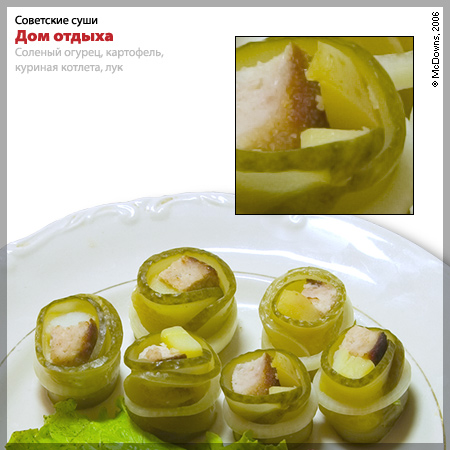 Советские суши
Дом отдыха
Соленый огурец, картофель,
куриная котлета, лук
® McDowns, 2006